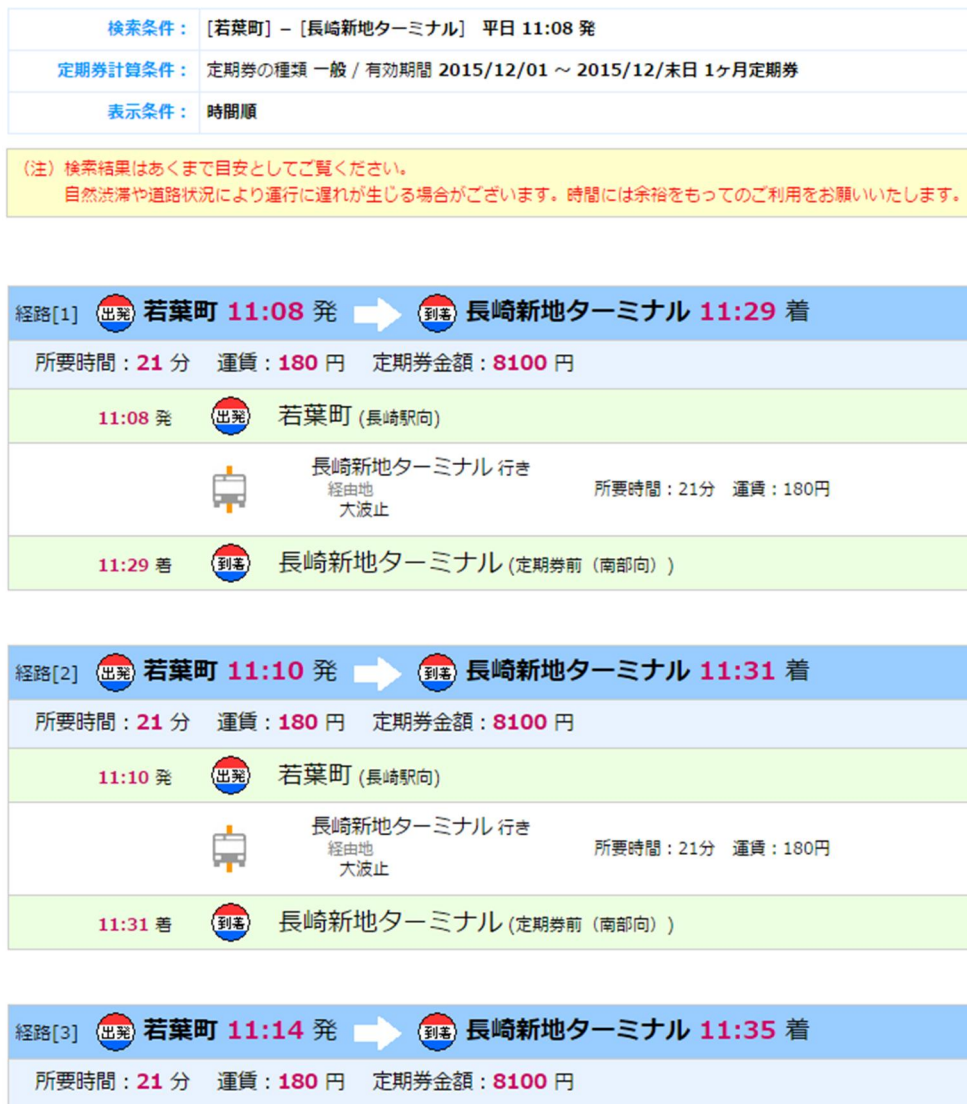 検索条件： [若葉町] － [長崎新地ターミナル] 平日 11:08 発
定期券計算条件： 定期券の種類 一般 / 有効期間 2015/12/01 ～ 2015/12/末日 1ヶ月定期券
表示条件： 時間順
（注）検索結果はあくまで目安としてご覧ください。
自然渋滞や道路状況により運行に遅れが生じる場合がございます。時間には余裕をもってのご利用をお願いいたします。
経路[1] 出発 若葉町 11:08 発 到着 長崎新地ターミナル 11:29 着
所要時間：21 分 運賃：180 円 定期券金額：8100 円
11:08 発 出発 若葉町 (長崎駅向)
長崎新地ターミナル 行き
経由地
大波止
所要時間：21分 運賃：180円
11:29 着 到着 長崎新地ターミナル (定期券前（南部向）)
経路[2] 出発 若葉町 11:10 発 到着 長崎新地ターミナル 11:31 着
所要時間：21 分 運賃：180 円 定期券金額：8100 円
11:10 発 出発 若葉町 (長崎駅向)
長崎新地ターミナル 行き
経由地
大波止
所要時間：21分 運賃：180円
11:31 着 到着 長崎新地ターミナル (定期券前（南部向）)
経路[3] 出発 若葉町 11:14 発 到着 長崎新地ターミナル 11:35 着
所要時間：21 分 運賃：180 円 定期券金額：8100 円